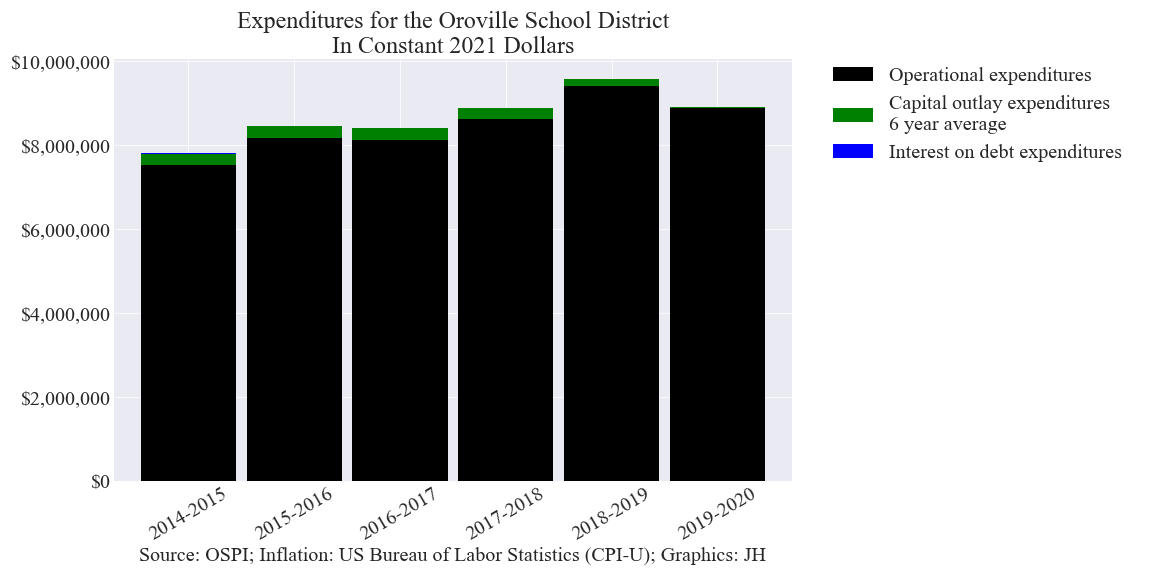 Expenditures for the Oroville School District
In Constant 2021 Dollars
$10,000,000
$8,000,000
$6,000,000
$4,000,000
$2,000,000
$0
Operational expenditures
Capital outlay expenditures
6 year average
Interest on debt expenditures
2014-2015
2015-2016
2016-2017
2017-2018
2018-2019
2019-2020
Source: OSPI; Inflation: US Bureau of Labor Statistics (CPI-U); Graphics: JH